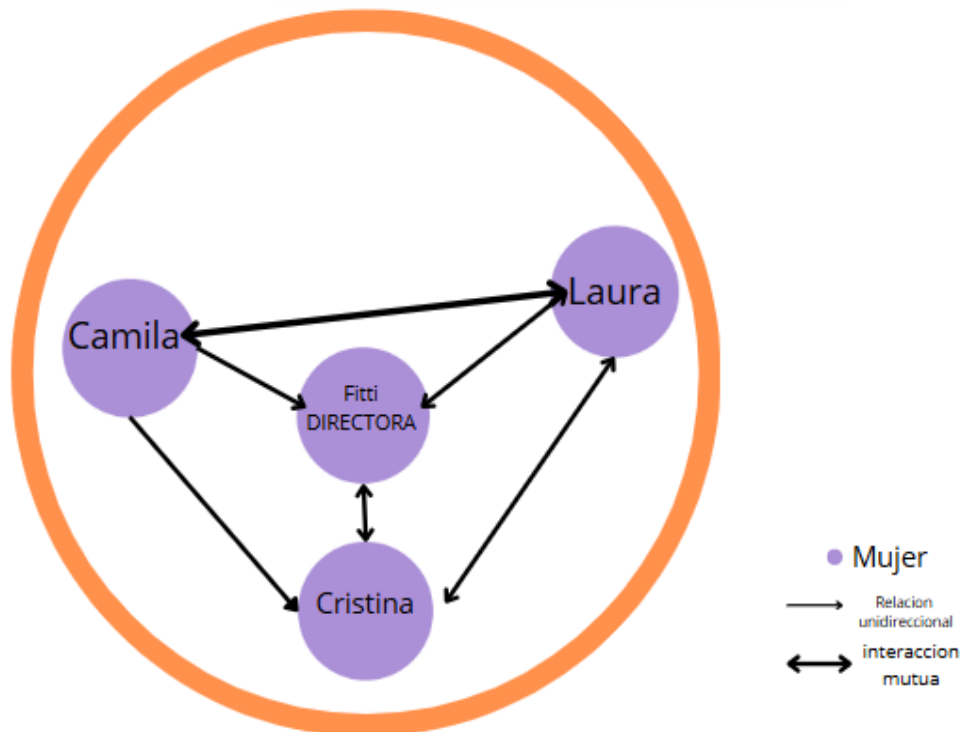 Laura
Camila
Fitti
DIRECTORA
Cristina
Mujer
Relacion
unidireccional
interaccion
mutua